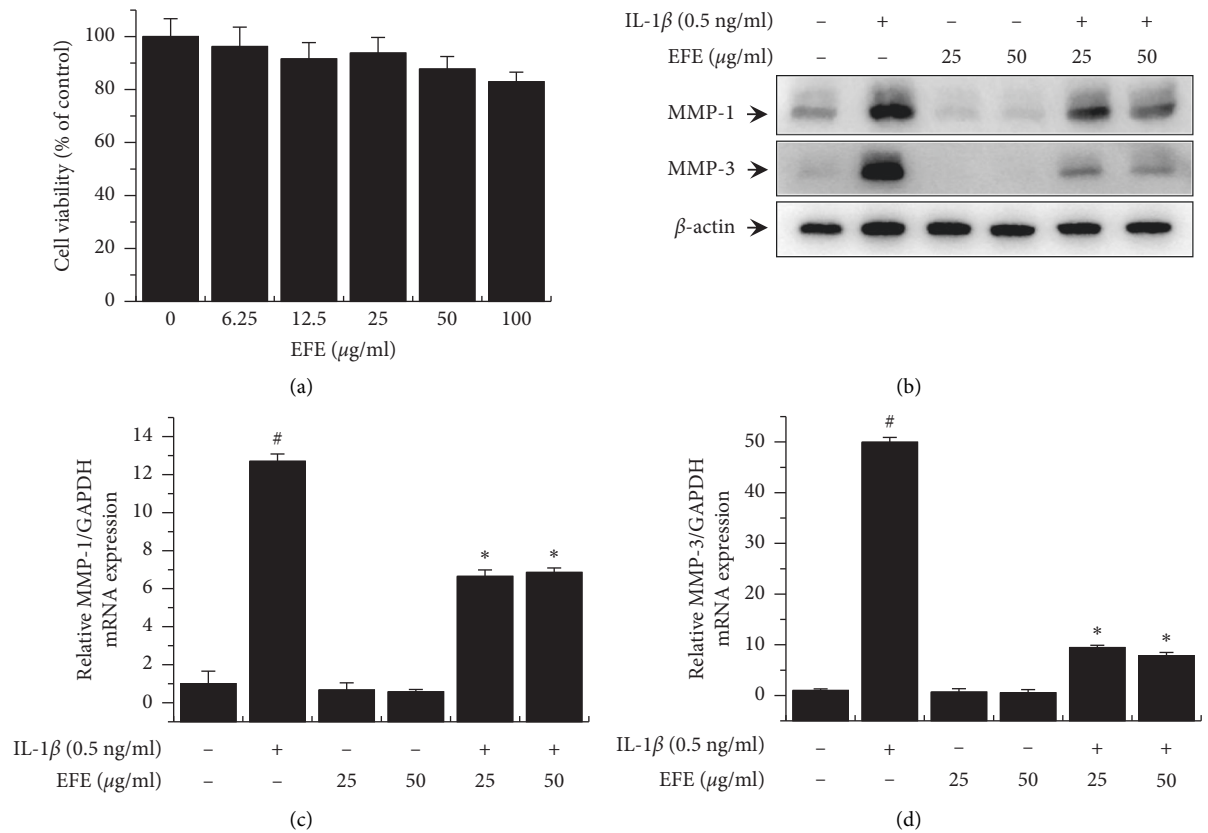 100
80
60
40
20
0
Cell viability (% of control)
0 6.25 12.5 25 50 100
EFE (μg/ml)
(a)
IL-1β (0.5 ng/ml) – + – – + +
EFE (μg/ml) – – 25 50 25 50
MMP-1
MMP-3
β-actin
(b)
14
12
10
8
6
4
2
0
Relative MMP-1/GAPDH
mRNA expression
# * *
IL-1β (0.5 ng/ml) – + – – + +
EFE (μg/ml) – – 25 50 25 50
(c)
50
40
30
20
10
0
Relative MMP-3/GAPDH
mRNA expression
# * *
IL-1β (0.5 ng/ml) – + – – + +
EFE (μg/ml) – – 25 50 25 50
(d)